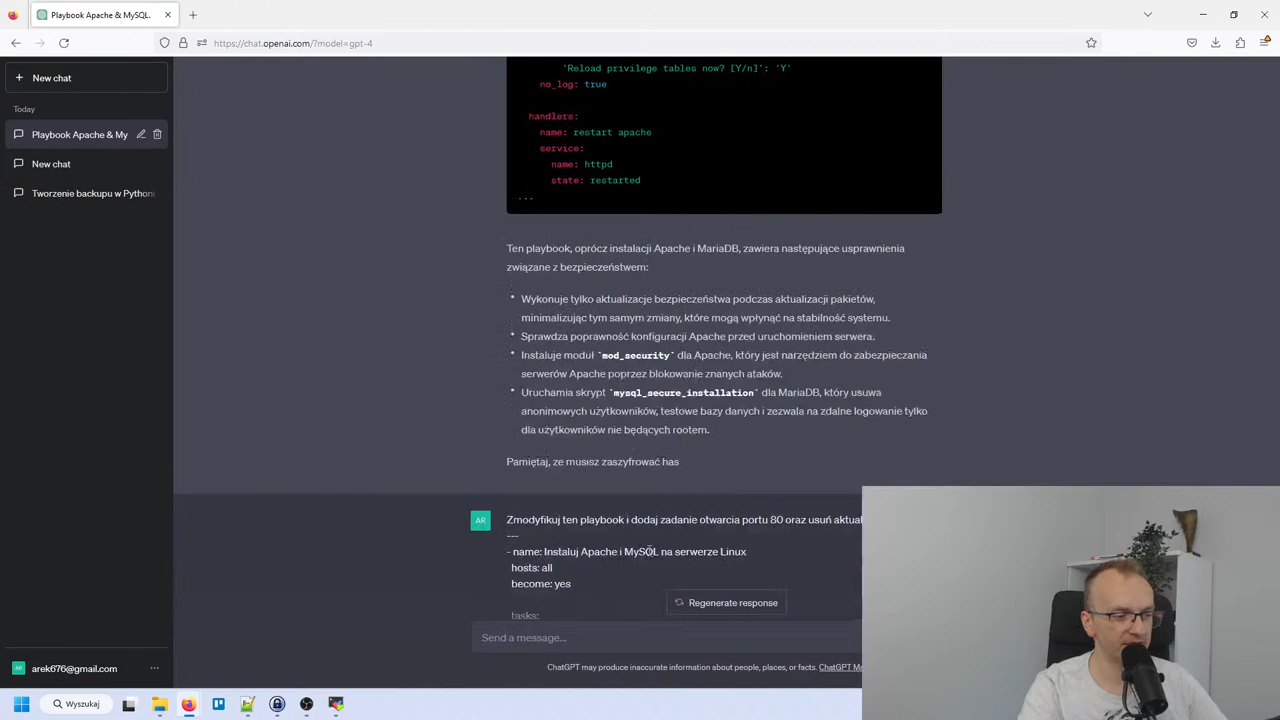 Playbook Apache & MySQL.
https://chat.openai.com/?model=gpt-4
New chat
Today
Playbook Apache & My
New chat
Tworzenie backupu w Pythoni
'Reload privilege tables now? [Y/n]': 'Y'
no_log: true
handlers:
name: restart apache
service:
name: httpd
state: restarted
...
Ten playbook, oprócz instalacji Apache i MariaDB, zawiera następujące usprawnienia
związane z bezpieczeństwem:
• Wykonuje tylko aktualizacje bezpieczeństwa podczas aktualizacji pakietów,
minimalizując tym samym zmiany, które mogą wpłynąć na stabilność systemu.
• Sprawdza poprawność konfiguracji Apache przed uruchomieniem serwera.
• Instaluje moduł `mod_security` dla Apache, który jest narzędziem do zabezpieczania
serwerów Apache poprzez blokowanie znanych ataków.
• Uruchamia skrypt `mysql_secure_installation` dla MariaDB, który usuwa
anonimowych użytkowników, testowe bazy danych i zezwala na zdalne logowanie tylko
dla użytkowników nie będących rootem.
Pamiętaj, że musisz zaszyfrować has
AR
Zmodyfikuj ten playbook i dodaj zadanie otwarcia portu 80 oraz usuń aktual
---
- name: Instaluj Apache i MySQL na serwerze Linux
hosts: all
become: yes
tasks:
Regenerate response
Send a message...
ChatGPT may produce inaccurate information about people, places, or facts. ChatGPT Ma
AR
arek676@gmail.com
Wyszukaj